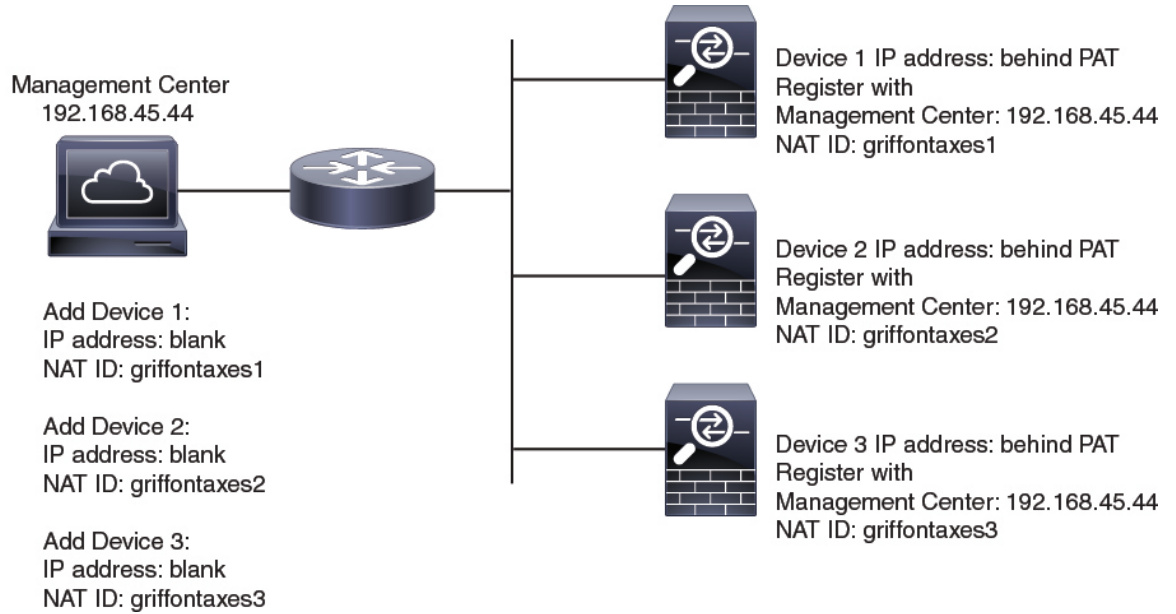 Management Center
192.168.45.44
Add Device 1:
IP address: blank
NAT ID: griffontaxes1
Add Device 2:
IP address: blank
NAT ID: griffontaxes2
Add Device 3:
IP address: blank
NAT ID: griffontaxes3
Device 1 IP address: behind PAT
Register with
Management Center: 192.168.45.44
NAT ID: griffontaxes1
Device 2 IP address: behind PAT
Register with
Management Center: 192.168.45.44
NAT ID: griffontaxes2
Device 3 IP address: behind PAT
Register with
Management Center: 192.168.45.44
NAT ID: griffontaxes3